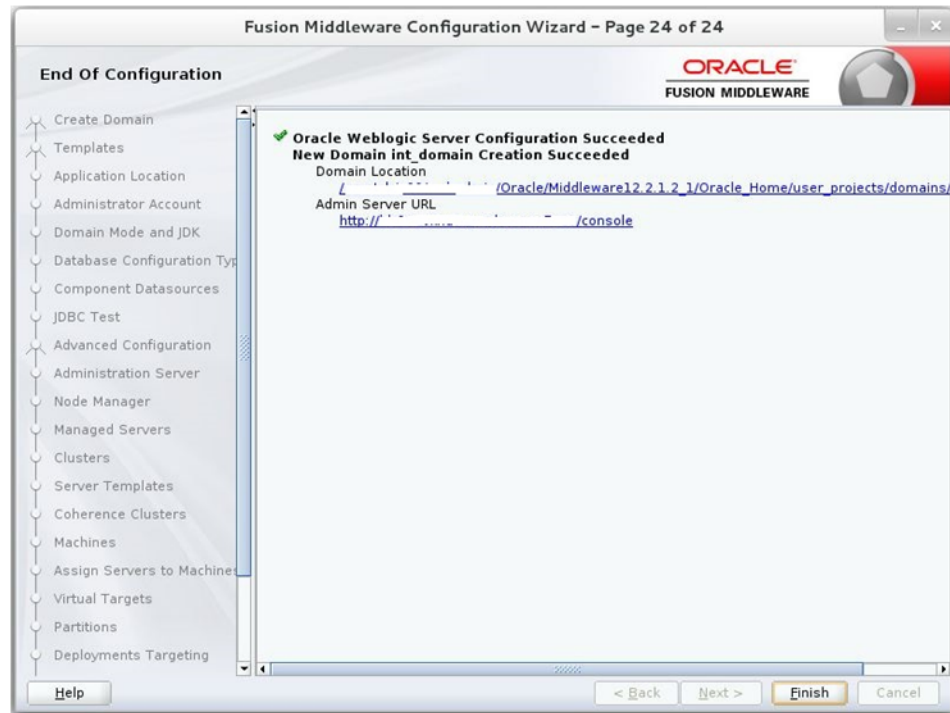 Fusion Middleware Configuration Wizard – Page 24 of 24
End Of Configuration
ORACLE
FUSION MIDDLEWARE
Create Domain
Templates
Application Location
Administrator Account
Domain Mode and JDK
Database Configuration Typ
Component Datasources
JDBC Test
Advanced Configuration
Administration Server
Node Manager
Managed Servers
Clusters
Server Templates
Coherence Clusters
Machines
Assign Servers to Machines
Virtual Targets
Partitions
Deployments Targeting
Oracle Weblogic Server Configuration Succeeded
New Domain int_domain Creation Succeeded
Domain Location
/Oracle/Middleware12.2.1.2_1/Oracle_Home/user_projects/domains/
Admin Server URL
http:// /console
Help
< Back Next > Finish Cancel